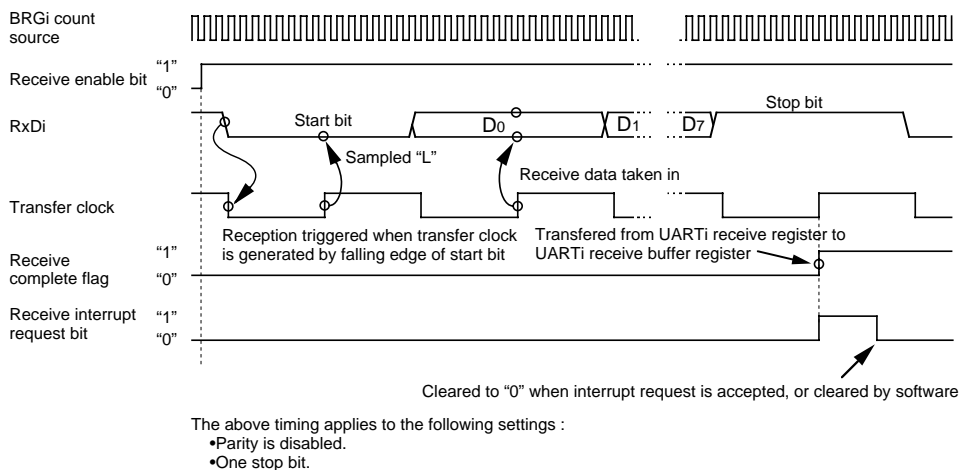 BRGi count
source
Receive enable bit
“1”
“0”
RxDi
Start bit
D0
D1
D7
Stop bit
Sampled “L”
Receive data taken in
Transfer clock
Reception triggered when transfer clock
is generated by falling edge of start bit
Transfered from UARTi receive register to
UARTi receive buffer register
Receive
complete flag
“1”
“0”
Receive interrupt
request bit
“1”
“0”
Cleared to “0” when interrupt request is accepted, or cleared by software
The above timing applies to the following settings :
•Parity is disabled.
•One stop bit.